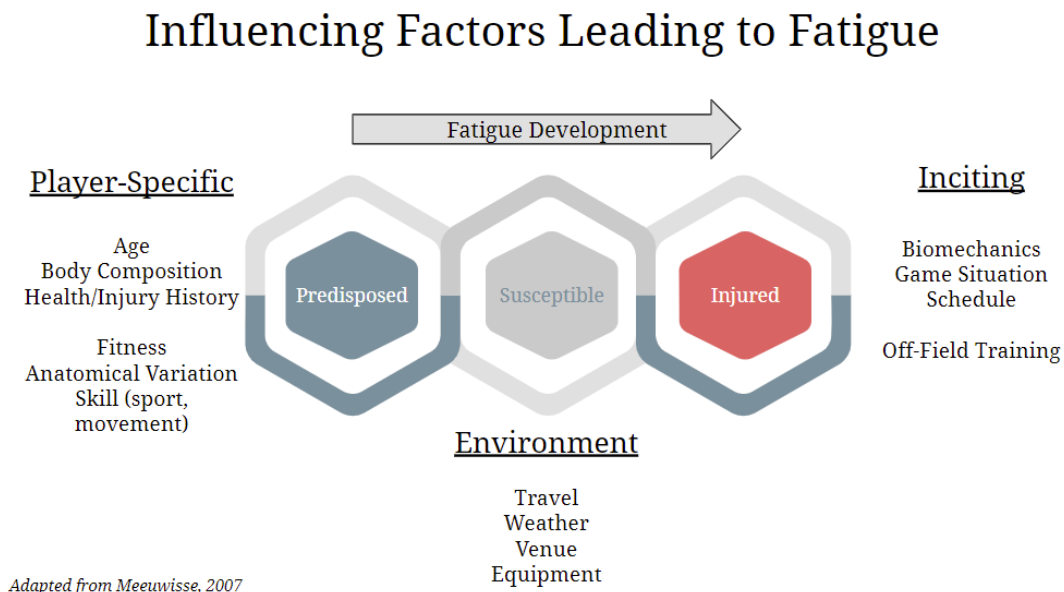 Influencing Factors Leading to Fatigue
Fatigue Development
Player-Specific
Age
Body Composition
Health/Injury History
Fitness
Anatomical Variation
Skill (sport,
movement)
Predisposed
Susceptible
Injured
Inciting
Biomechanics
Game Situation
Schedule
Off-Field Training
Environment
Travel
Weather
Venue
Equipment
Adapted from Meeuwisse, 2007